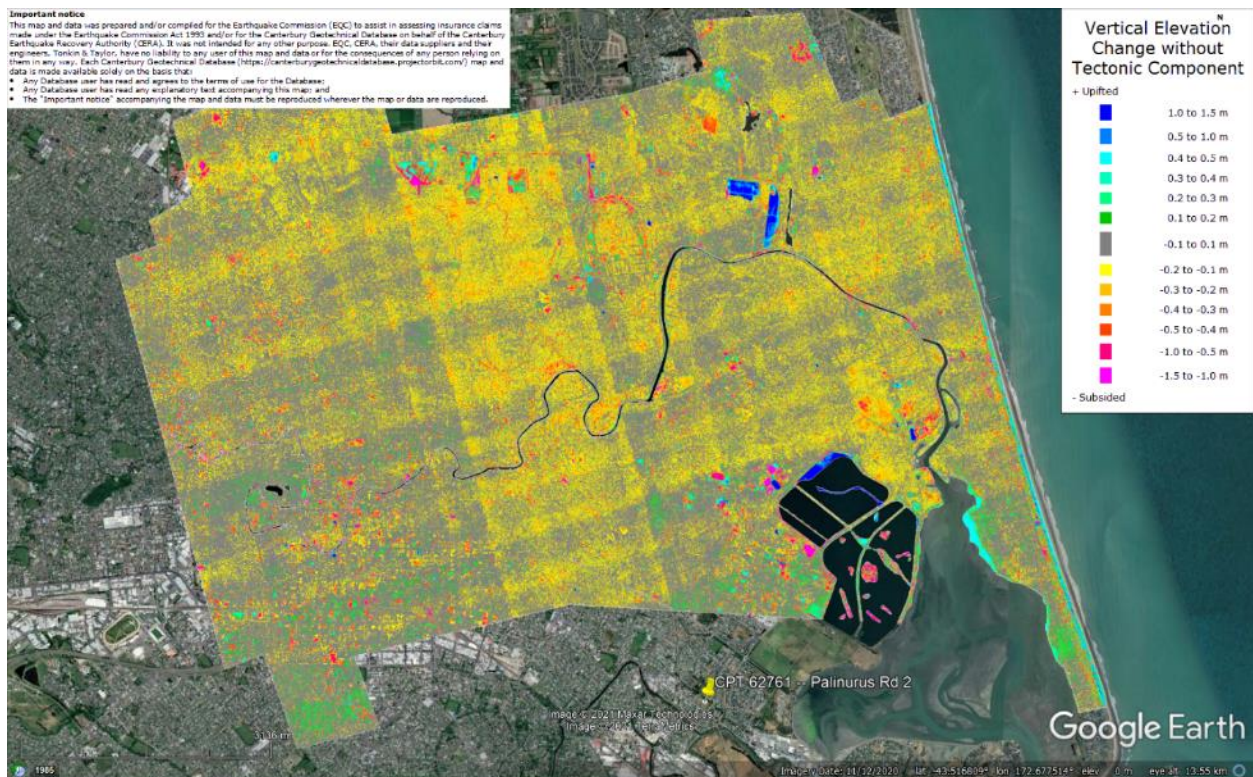 Important notice
This map and data was prepared and/or compiled for the Earthquake Commission (EQC) to assist in assessing insurance claims
made under the Earthquake Commission Act 1993 and/or for the Canterbury Geotechnical Database on behalf of the Canterbury
Earthquake Recovery Authority (CERA). It was not intended for any other purpose. EQC, CERA, their data suppliers and their
engineers, Tonkin & Taylor, have no liability to any user of this map and data or for the consequences of any person relying on
them in any way. Each Canterbury Geotechnical Database (https://canterburygeotechnicaldatabase.projectorbit.com/) map and
data is made available solely on the basis that:
• Any Database user has read and agrees to the terms of use for the Database;
• Any Database user has read any explanatory text accompanying this map; and
• The "Important notice" accompanying the map and data must be reproduced wherever the map or data are reproduced.
N
Vertical Elevation
Change without
Tectonic Component
+ Uplifted
1.0 to 1.5 m
0.5 to 1.0 m
0.4 to 0.5 m
0.3 to 0.4 m
0.2 to 0.3 m
0.1 to 0.2 m
-0.1 to 0.1 m
-0.2 to -0.1 m
-0.3 to -0.2 m
-0.4 to -0.3 m
-0.5 to -0.4 m
-1.0 to -0.5 m
-1.5 to -1.0 m
- Subsided
CPT 62761 -- Palinurus Rd 2
Image © 2021 Maxar Technologies
Google Earth
1985
Imagery Date: 11/12/2020 lat -43.516809° lon 172.677514° elev 0 m eye alt 13.55 km